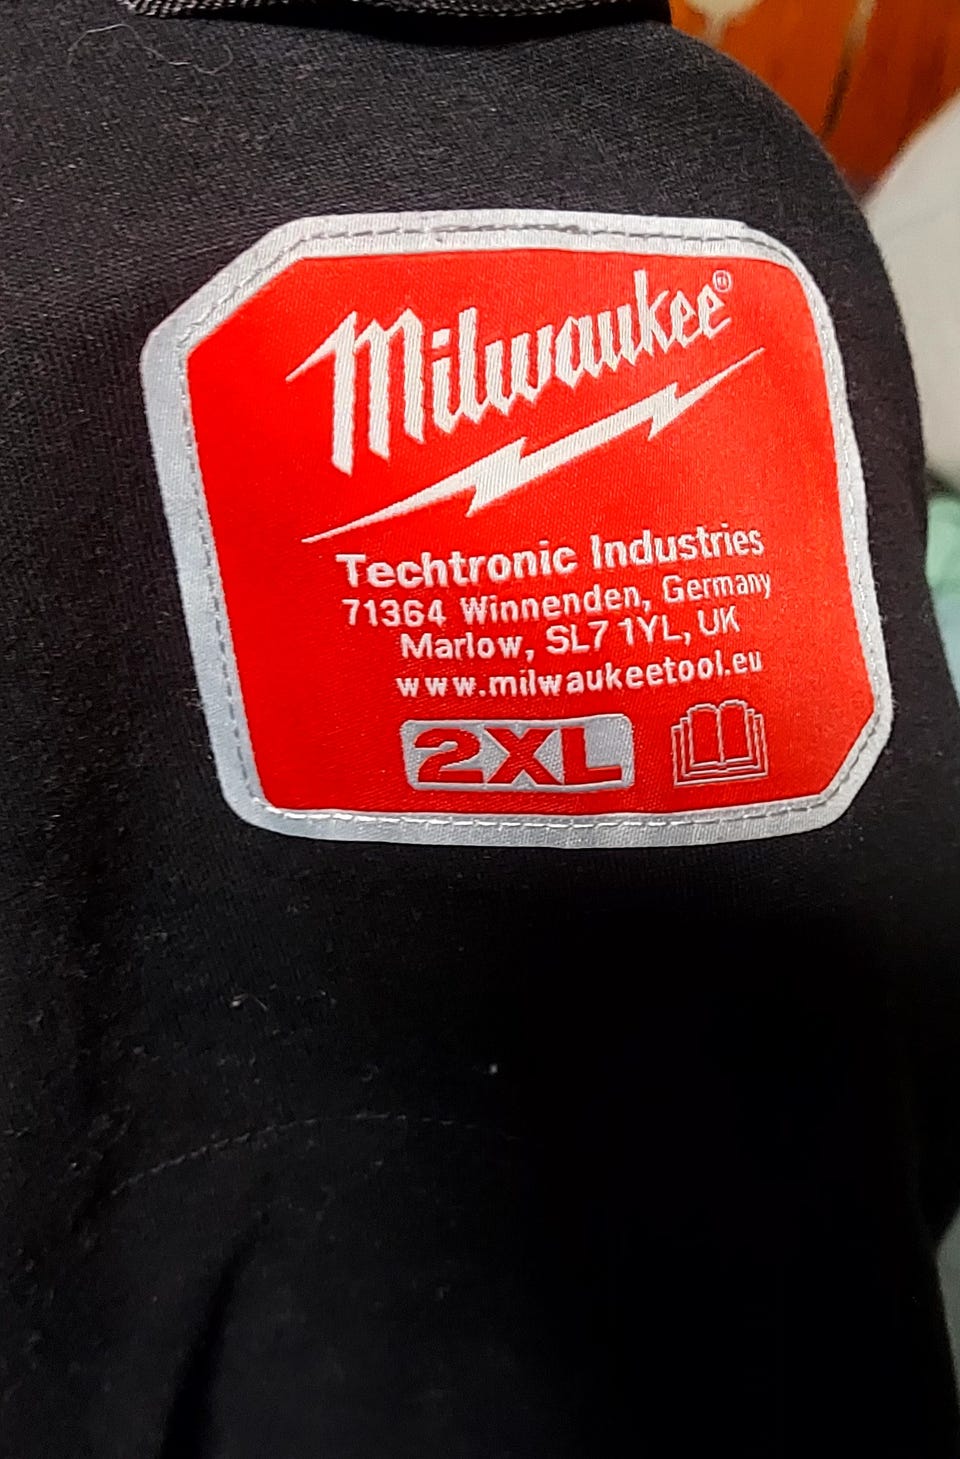 Milwaukee®
Techtronic Industries
71364 Winnenden, Germany
Marlow, SL7 1YL, UK
www.milwaukeetool.eu
2XL